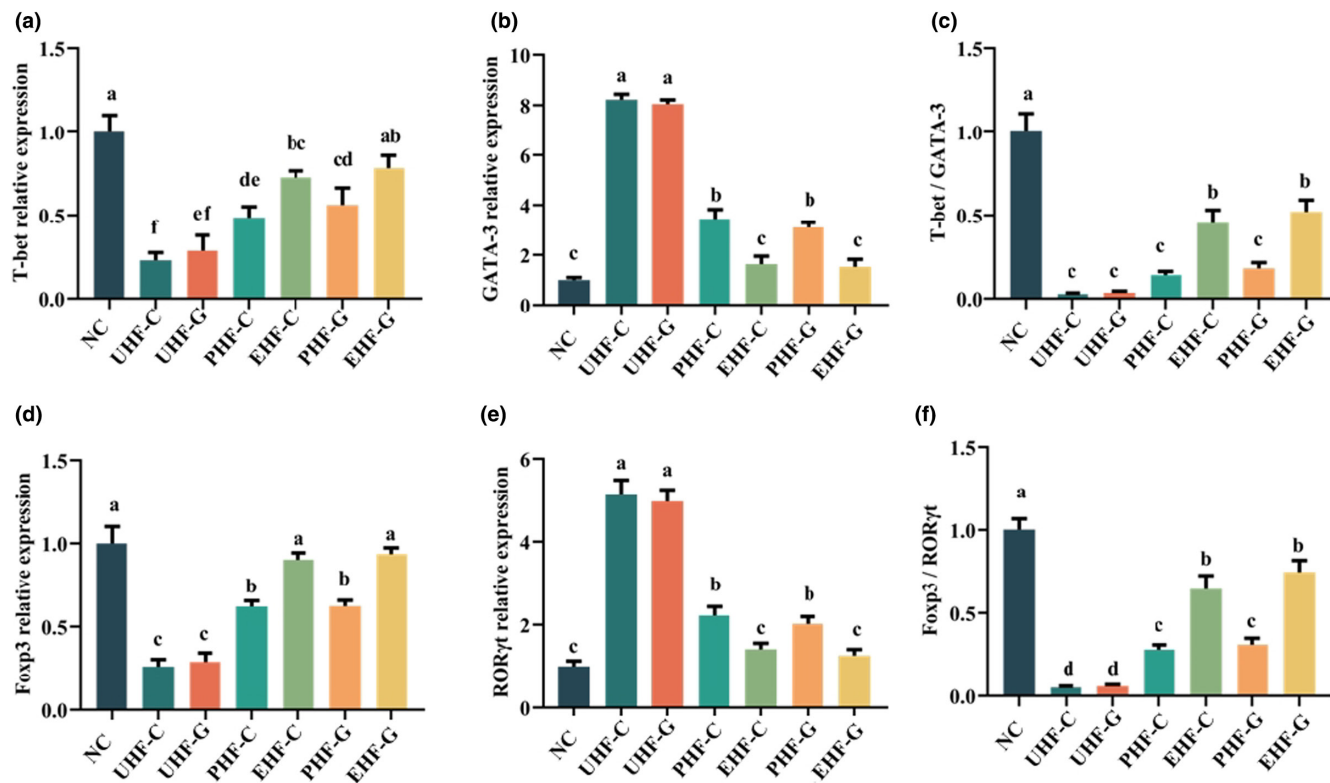 (a)
T-bet relative expression
1.5
1.0
0.5
0.0
a
f
ef
de
bc
cd
ab
NC
UHF-C
UHF-G
PHF-C
EHF-C
PHF-G
EHF-G
(b)
GATA-3 relative expression
10
8
6
4
2
0
c
a
a
b
c
b
c
NC
UHF-C
UHF-G
PHF-C
EHF-C
PHF-G
EHF-G
(c)
T-bet / GATA-3
1.5
1.0
0.5
0.0
a
c
c
c
b
c
b
NC
UHF-C
UHF-G
PHF-C
EHF-C
PHF-G
EHF-G
(d)
Foxp3 relative expression
1.5
1.0
0.5
0.0
a
c
c
b
a
b
a
NC
UHF-C
UHF-G
PHF-C
EHF-C
PHF-G
EHF-G
(e)
RORγt relative expression
6
4
2
0
c
a
a
b
c
b
c
NC
UHF-C
UHF-G
PHF-C
EHF-C
PHF-G
EHF-G
(f)
Foxp3 / RORγt
1.5
1.0
0.5
0.0
a
d
d
c
b
c
b
NC
UHF-C
UHF-G
PHF-C
EHF-C
PHF-G
EHF-G